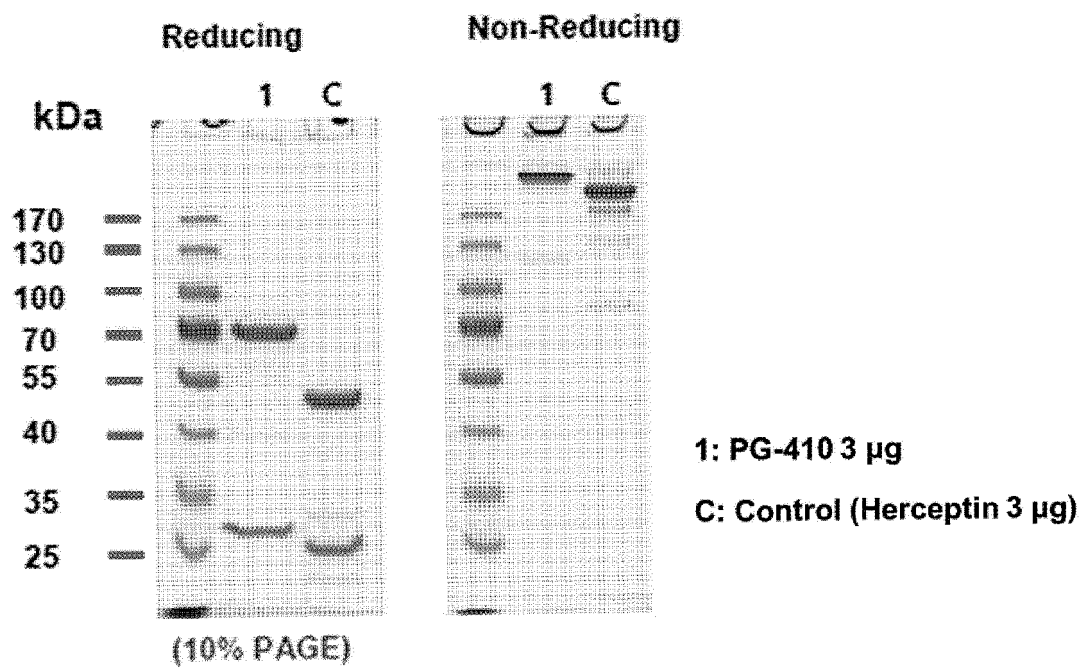 Reducing
Non-Reducing
1 C
1 C
kDa
170
130
100
70
55
40
35
25
1: PG-410 3 µg
C: Control (Herceptin 3 µg)
(10% PAGE)